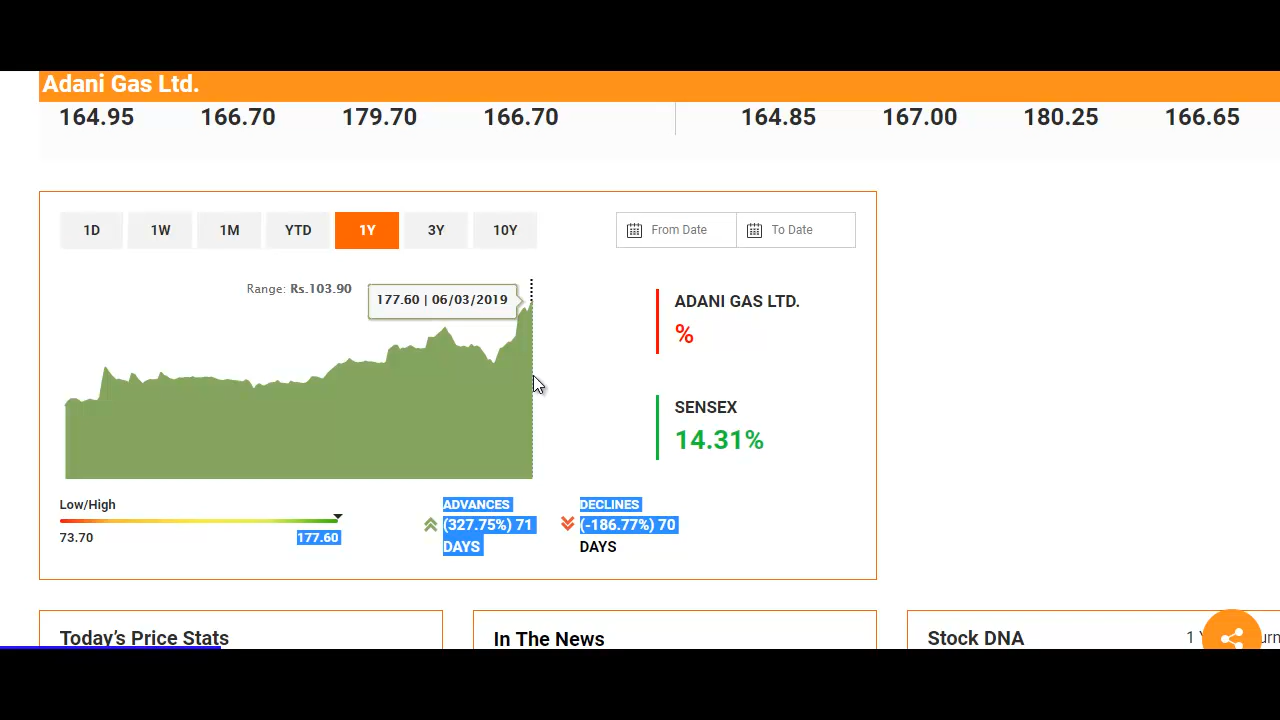 Adani Gas Ltd.
164.95 166.70 179.70 166.70 164.85 167.00 180.25 166.65
1D 1W 1M YTD 1Y 3Y 10Y From Date To Date
Range: Rs.103.90
177.60 | 06/03/2019
ADANI GAS LTD.
%
SENSEX
14.31%
Low/High
73.70 177.60
ADVANCES
(327.75%) 71
DAYS
DECLINES
(-186.77%) 70
DAYS
Today's Price Stats
In The News
Stock DNA
1